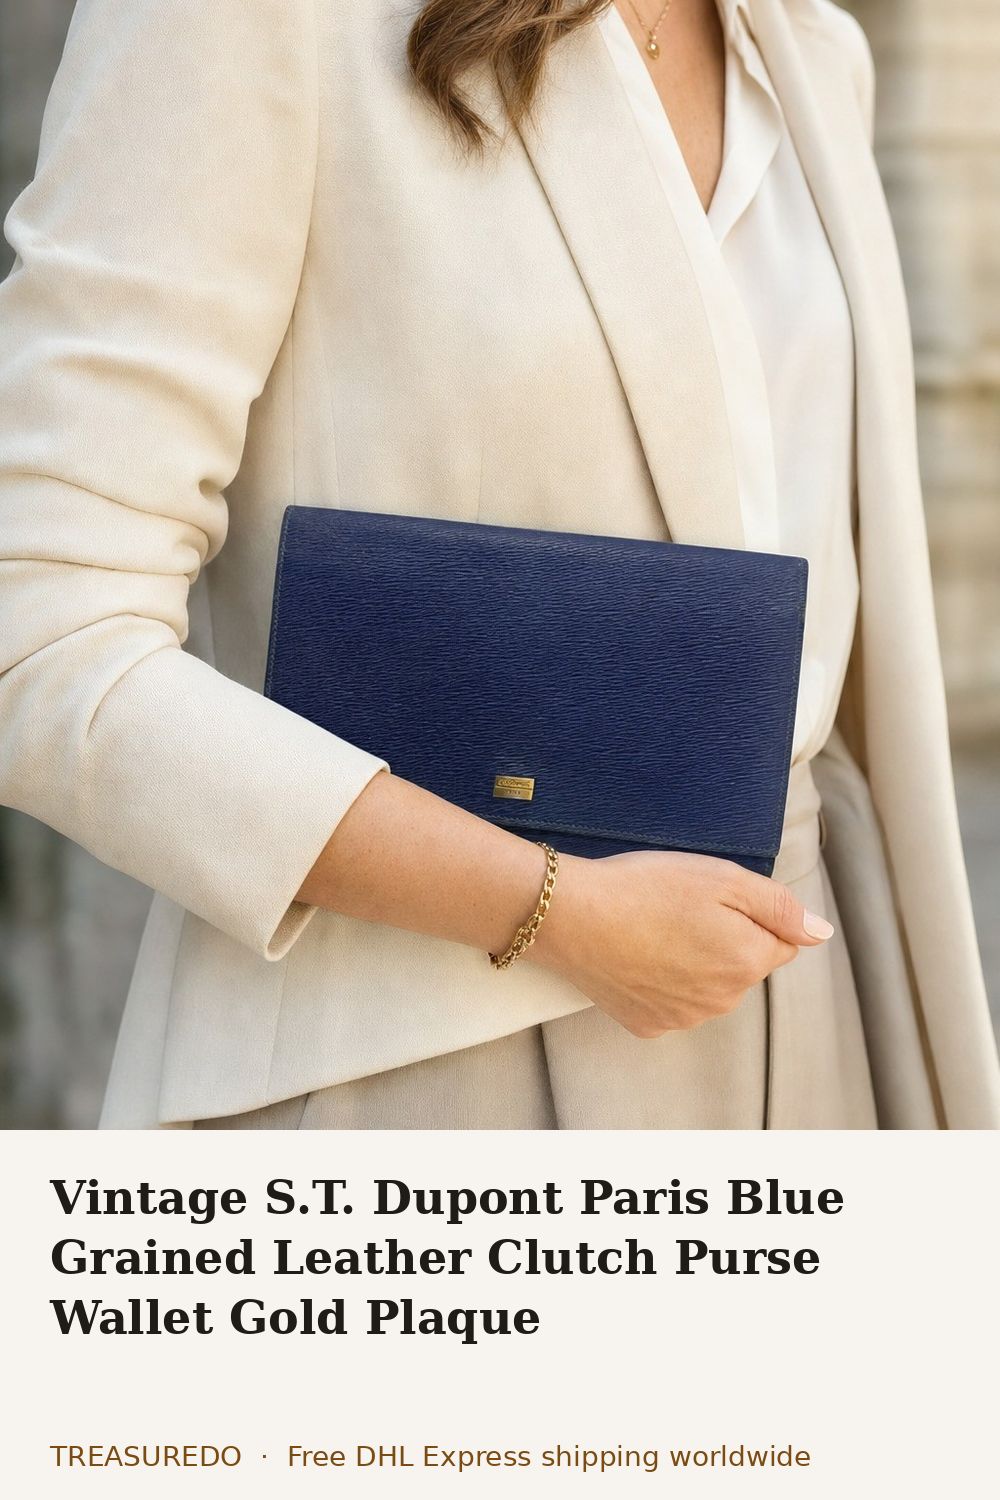 Vintage S.T. Dupont Paris Blue
Grained Leather Clutch Purse
Wallet Gold Plaque
TREASUREDO · Free DHL Express shipping worldwide